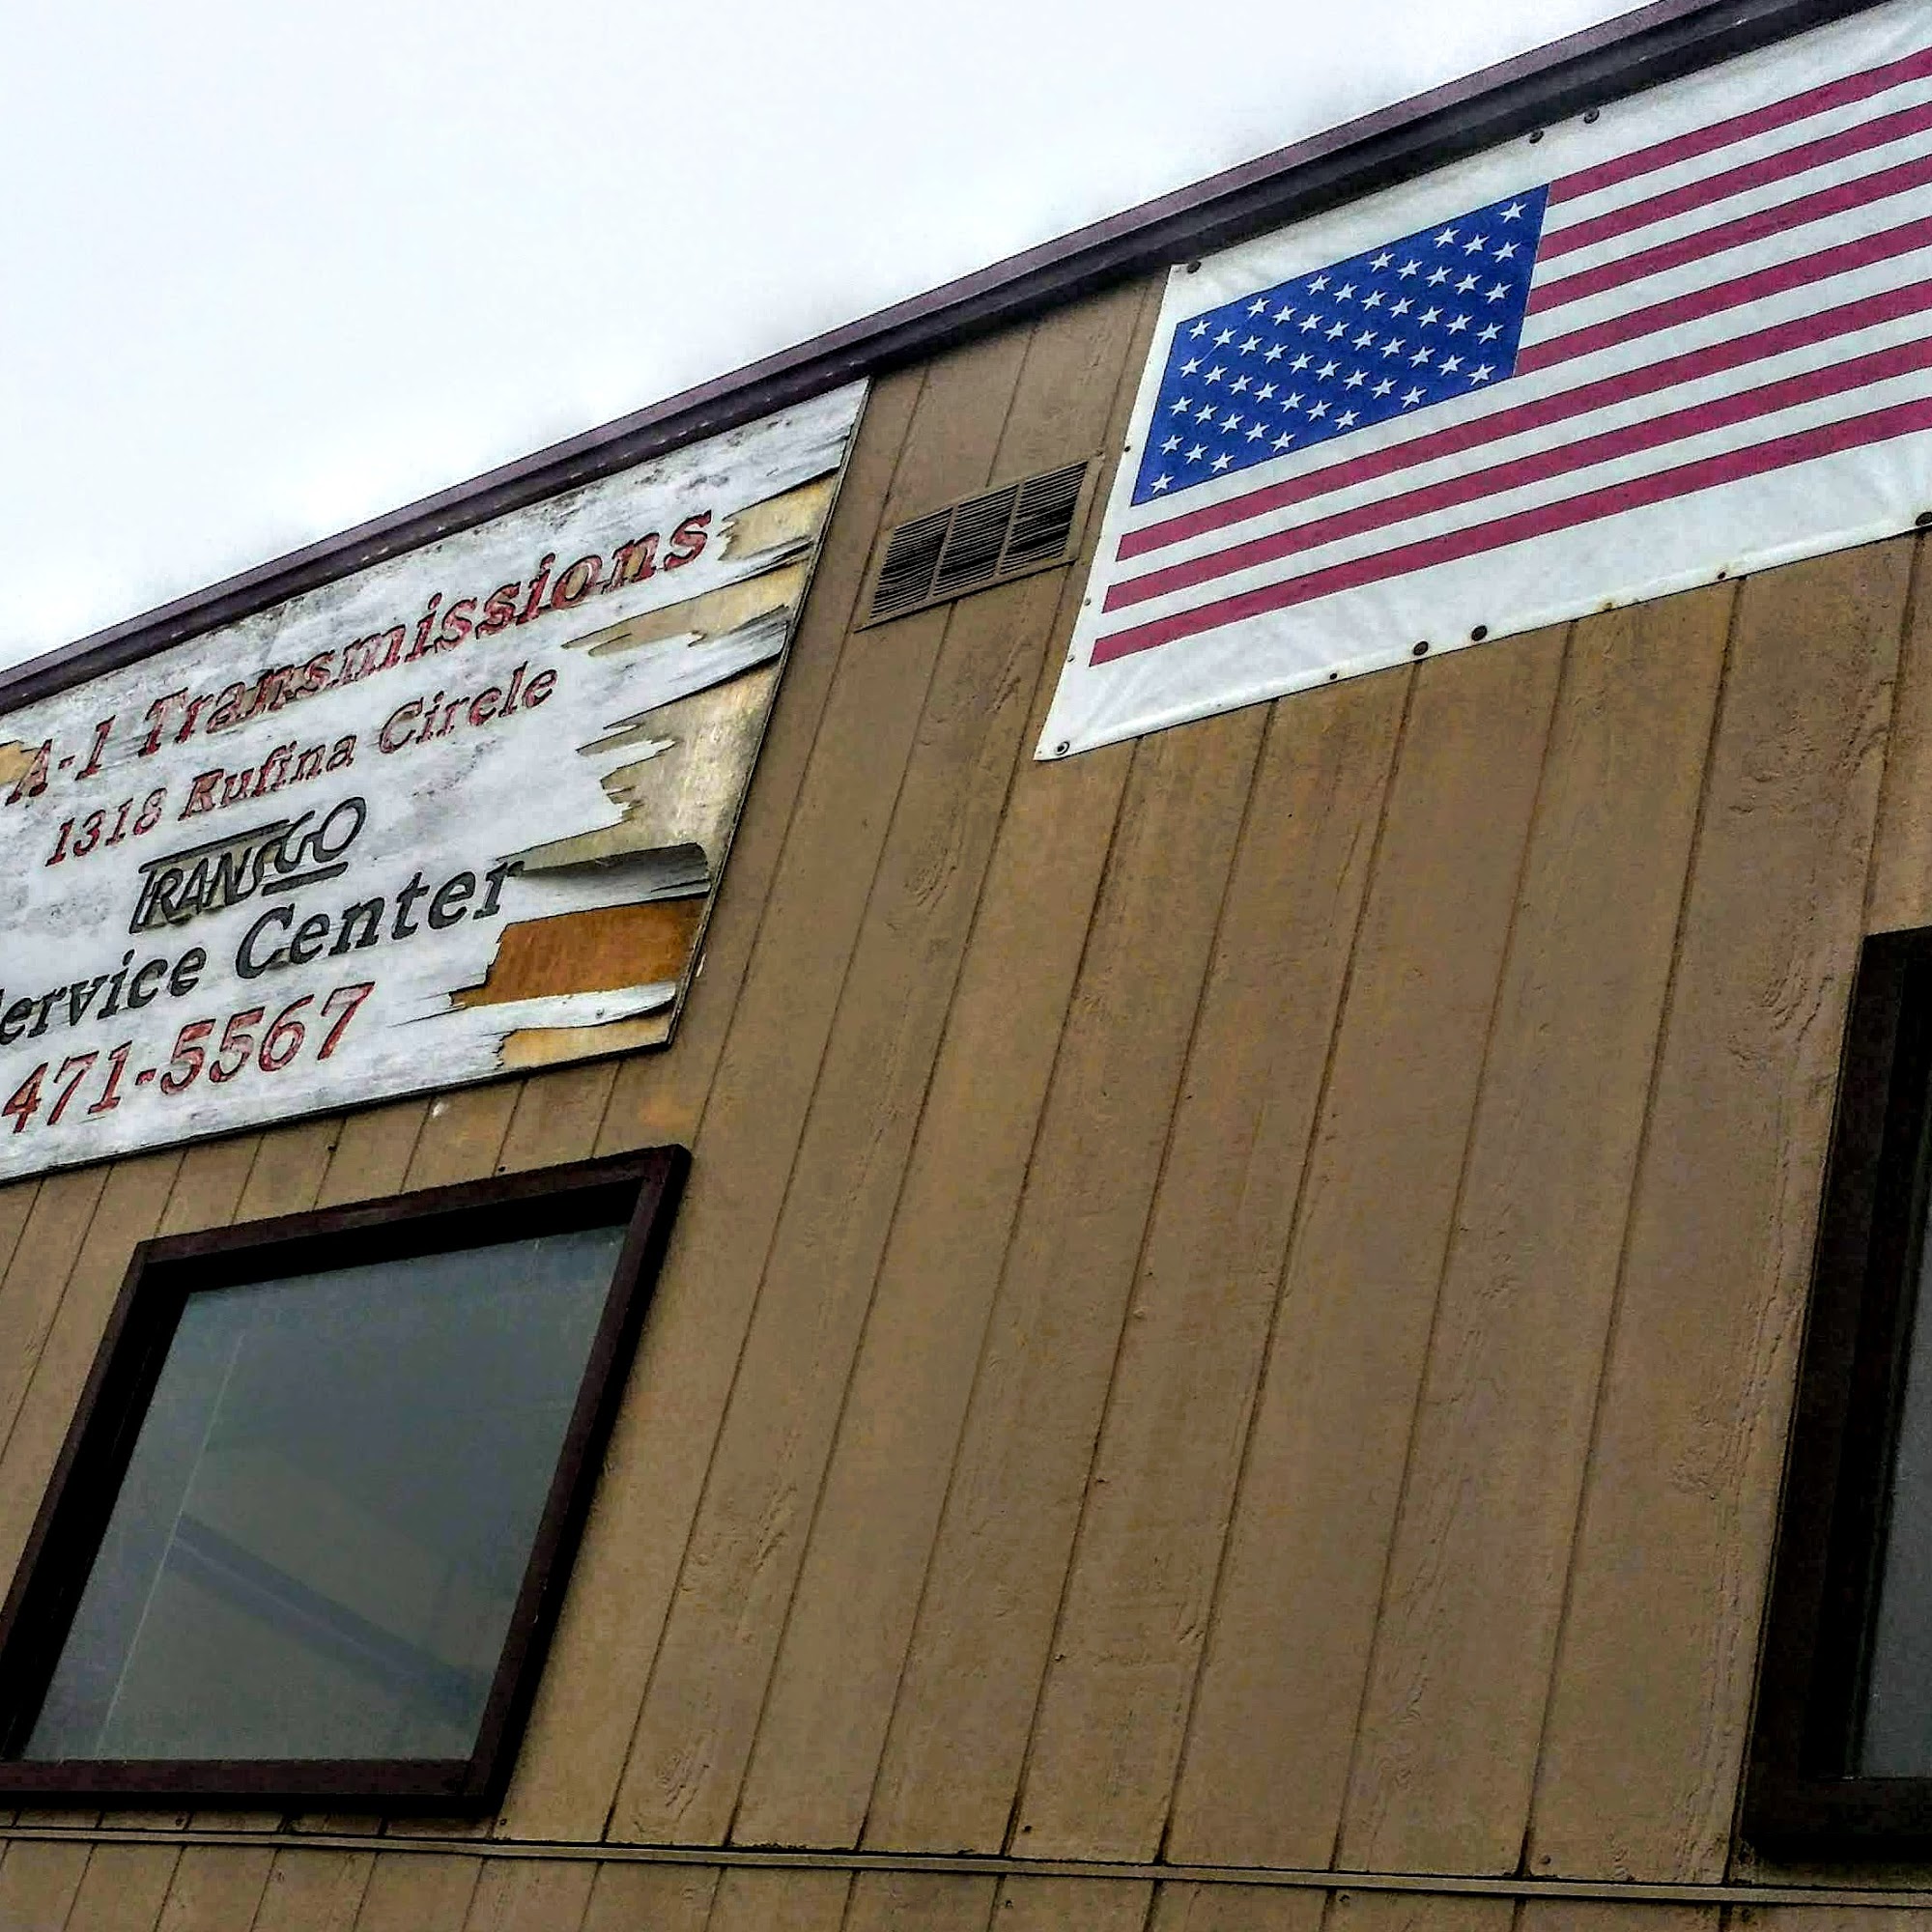 A-1 Transmissions
1318 Rufina Circle
TRANSGO
Service Center
471-5567